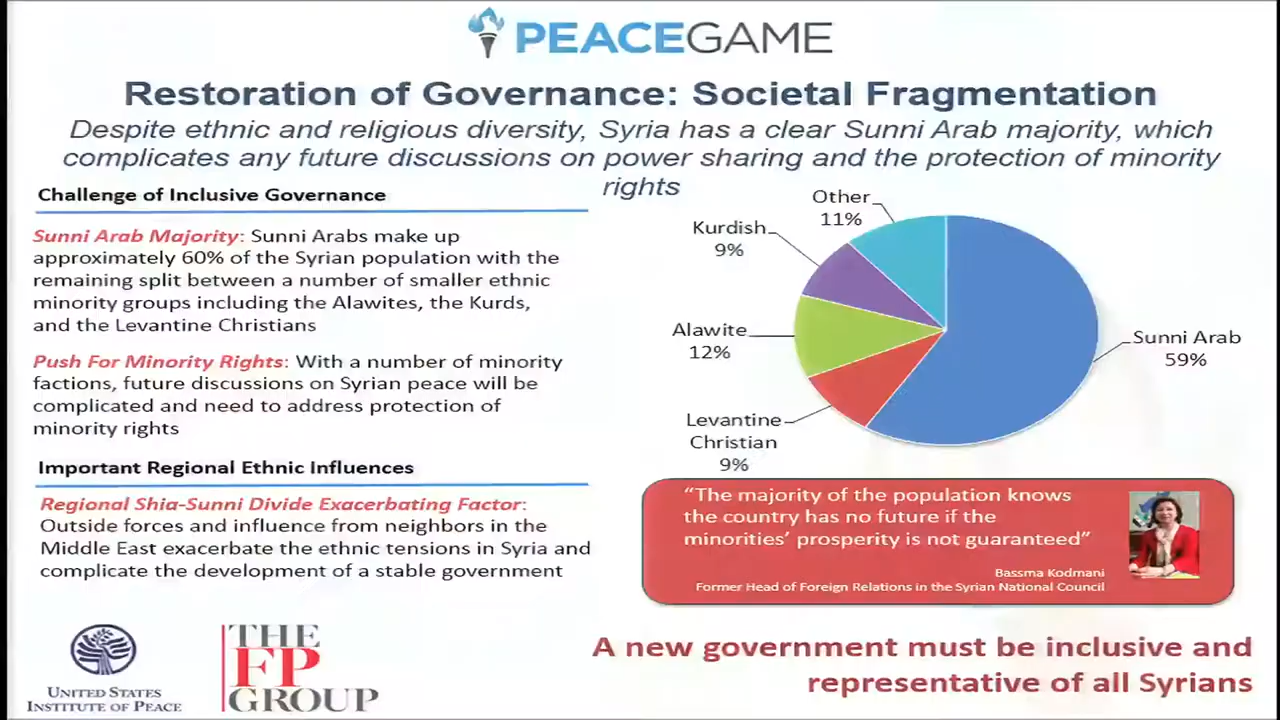 PEACEGAME
Restoration of Governance: Societal Fragmentation
Despite ethnic and religious diversity, Syria has a clear Sunni Arab majority, which
complicates any future discussions on power sharing and the protection of minority
rights
Challenge of Inclusive Governance
Sunni Arab Majority: Sunni Arabs make up
approximately 60% of the Syrian population with the
remaining split between a number of smaller ethnic
minority groups including the Alawites, the Kurds,
and the Levantine Christians
Push For Minority Rights: With a number of minority
factions, future discussions on Syrian peace will be
complicated and need to address protection of
minority rights
Important Regional Ethnic Influences
Regional Shia-Sunni Divide Exacerbating Factor:
Outside forces and influence from neighbors in the
Middle East exacerbate the ethnic tensions in Syria and
complicate the development of a stable government
Other
11%
Kurdish
9%
Alawite
12%
Levantine
Christian
9%
Sunni Arab
59%
“The majority of the population knows
the country has no future if the
minorities’ prosperity is not guaranteed”
Bassma Kodmani
Former Head of Foreign Relations in the Syrian National Council
UNITED STATES
INSTITUTE OF PEACE
THE
FP
GROUP
A new government must be inclusive and
representative of all Syrians